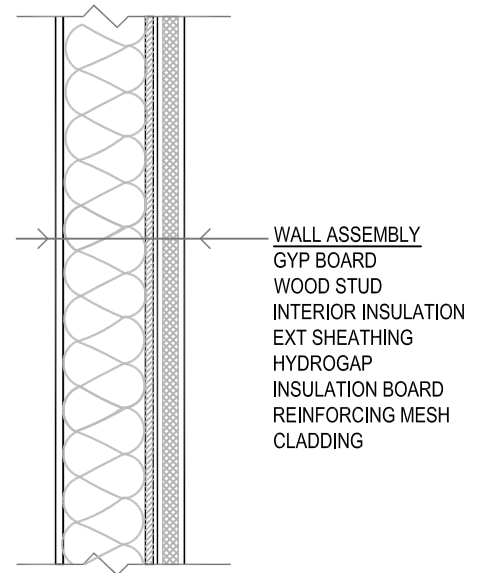 WALL ASSEMBLY
GYP BOARD
WOOD STUD
INTERIOR INSULATION
EXT SHEATHING
HYDROGAP
INSULATION BOARD
REINFORCING MESH
CLADDING